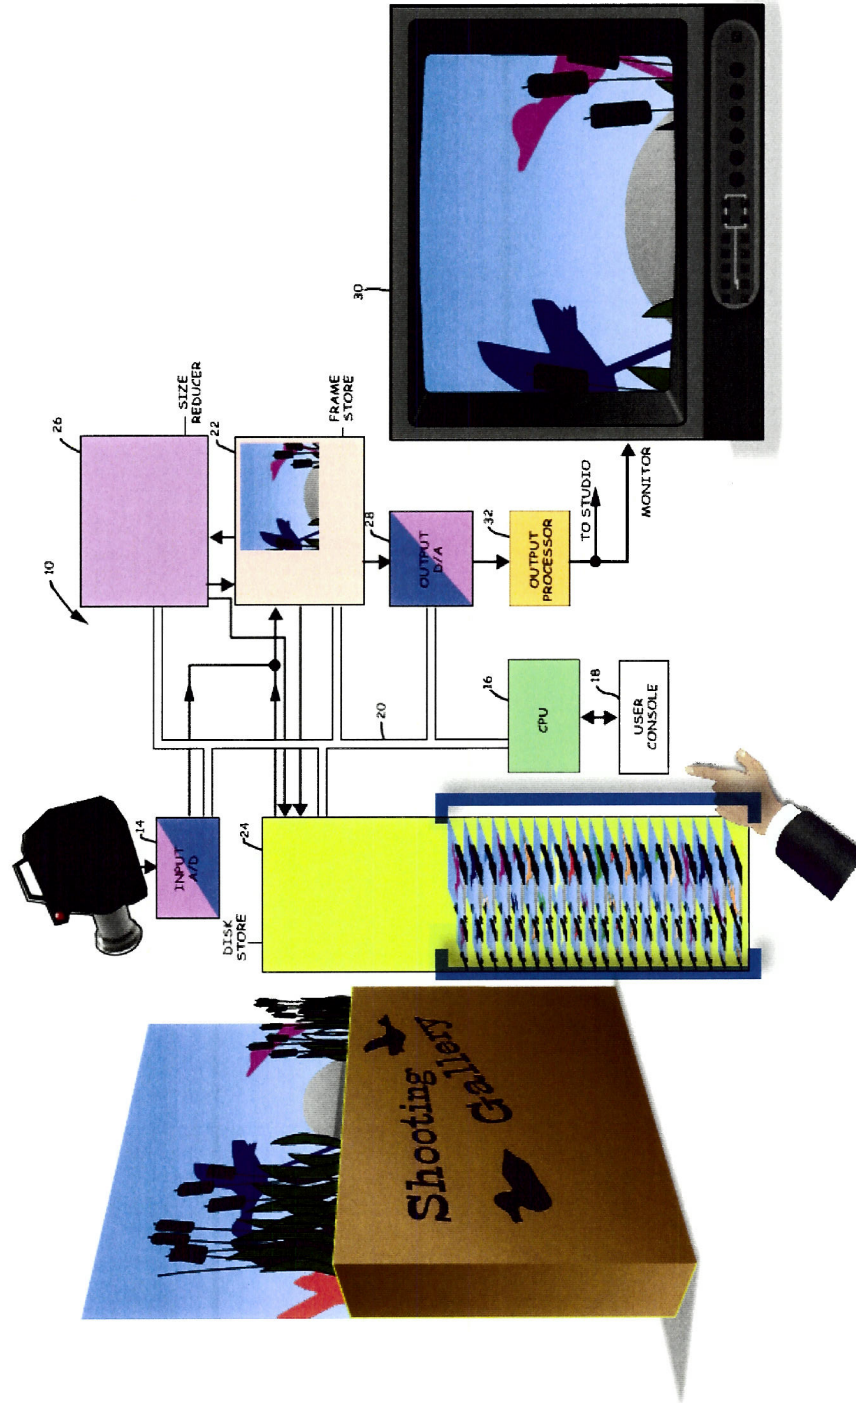 10
26
SIZE
REDUCER
22
FRAME
STORE
30
14
INPUT
A/D
DISK
STORE
24
20
28
OUTPUT
D/A
32
OUTPUT
PROCESSOR
TO STUDIO
MONITOR
16
CPU
18
USER
CONSOLE
Shooting
Gallery